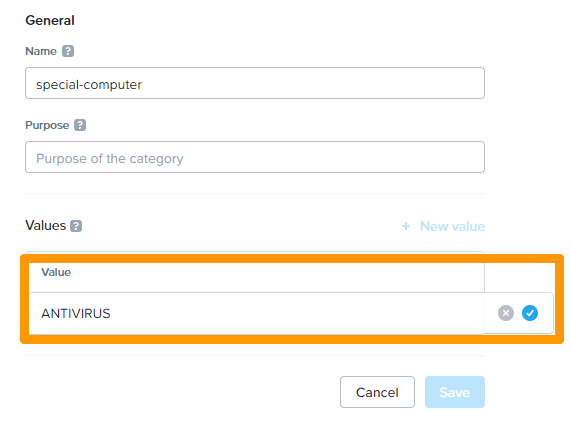 General
Name ?
special-computer
Purpose ?
Purpose of the category
Values ?
+ New value
Value
ANTIVIRUS
Cancel
Save